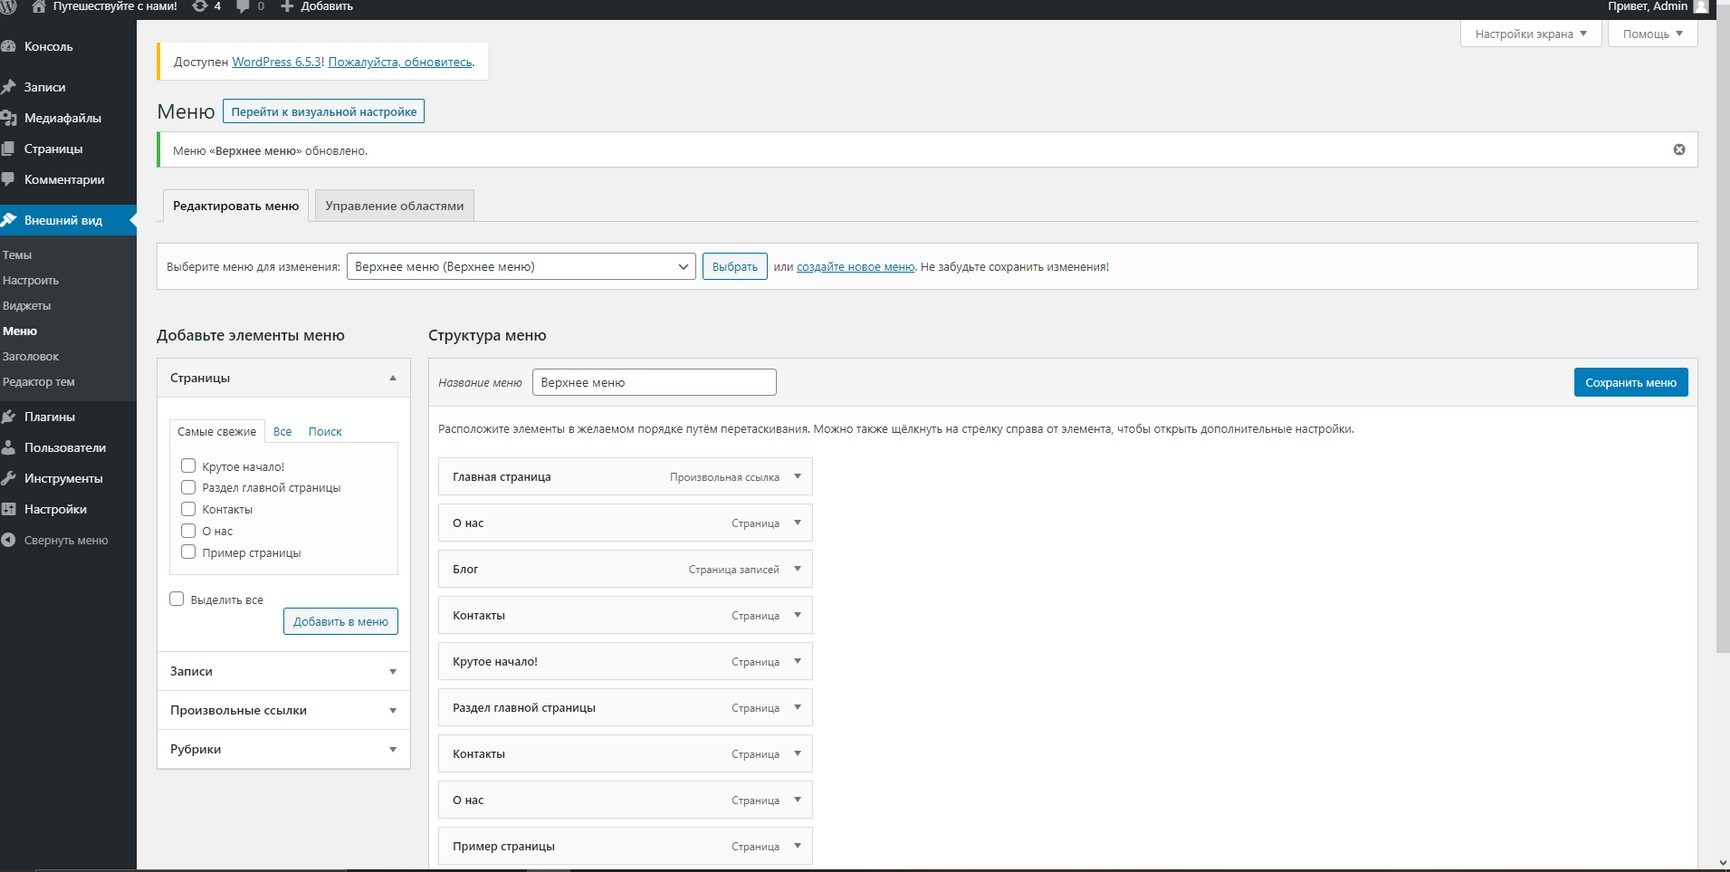 Путешествуйте с нами! 4 0 Добавить Привет, Admin
Настройки экрана Помощь
Консоль
Записи
Медиафайлы
Страницы
Комментарии
Внешний вид
Темы
Настроить
Виджеты
Меню
Заголовок
Редактор тем
Плагины
Пользователи
Инструменты
Настройки
Свернуть меню
Доступен WordPress 6.5.3! Пожалуйста, обновитесь.
Меню Перейти к визуальной настройке
Меню «Верхнее меню» обновлено.
Редактировать меню Управление областями
Выберите меню для изменения: Верхнее меню (Верхнее меню) Выбрать или создайте новое меню. Не забудьте сохранить изменения!
Добавьте элементы меню
Страницы
Самые свежие Все Поиск
Крутое начало!
Раздел главной страницы
Контакты
О нас
Пример страницы
Выделить все
Добавить в меню
Записи
Произвольные ссылки
Рубрики
Структура меню
Название меню Верхнее меню Сохранить меню
Расположите элементы в желаемом порядке путём перетаскивания. Можно также щёлкнуть на стрелку справа от элемента, чтобы открыть дополнительные настройки.
Главная страница Произвольная ссылка
О нас Страница
Блог Страница записей
Контакты Страница
Крутое начало! Страница
Раздел главной страницы Страница
Контакты Страница
О нас Страница
Пример страницы Страница